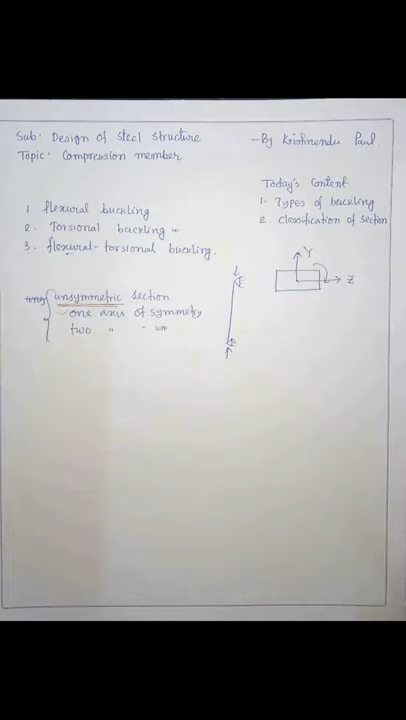 Sub: Design of Steel structure
- By Krishnendu Paul
Topic: Compression member
Today's Content
1. Types of buckling
2. Classification of section
1 flexural buckling
2. Torsional buckling
3. flexural-torsional buckling.
unsymmetric section
one axis of symmetry
two " "
Y
Z